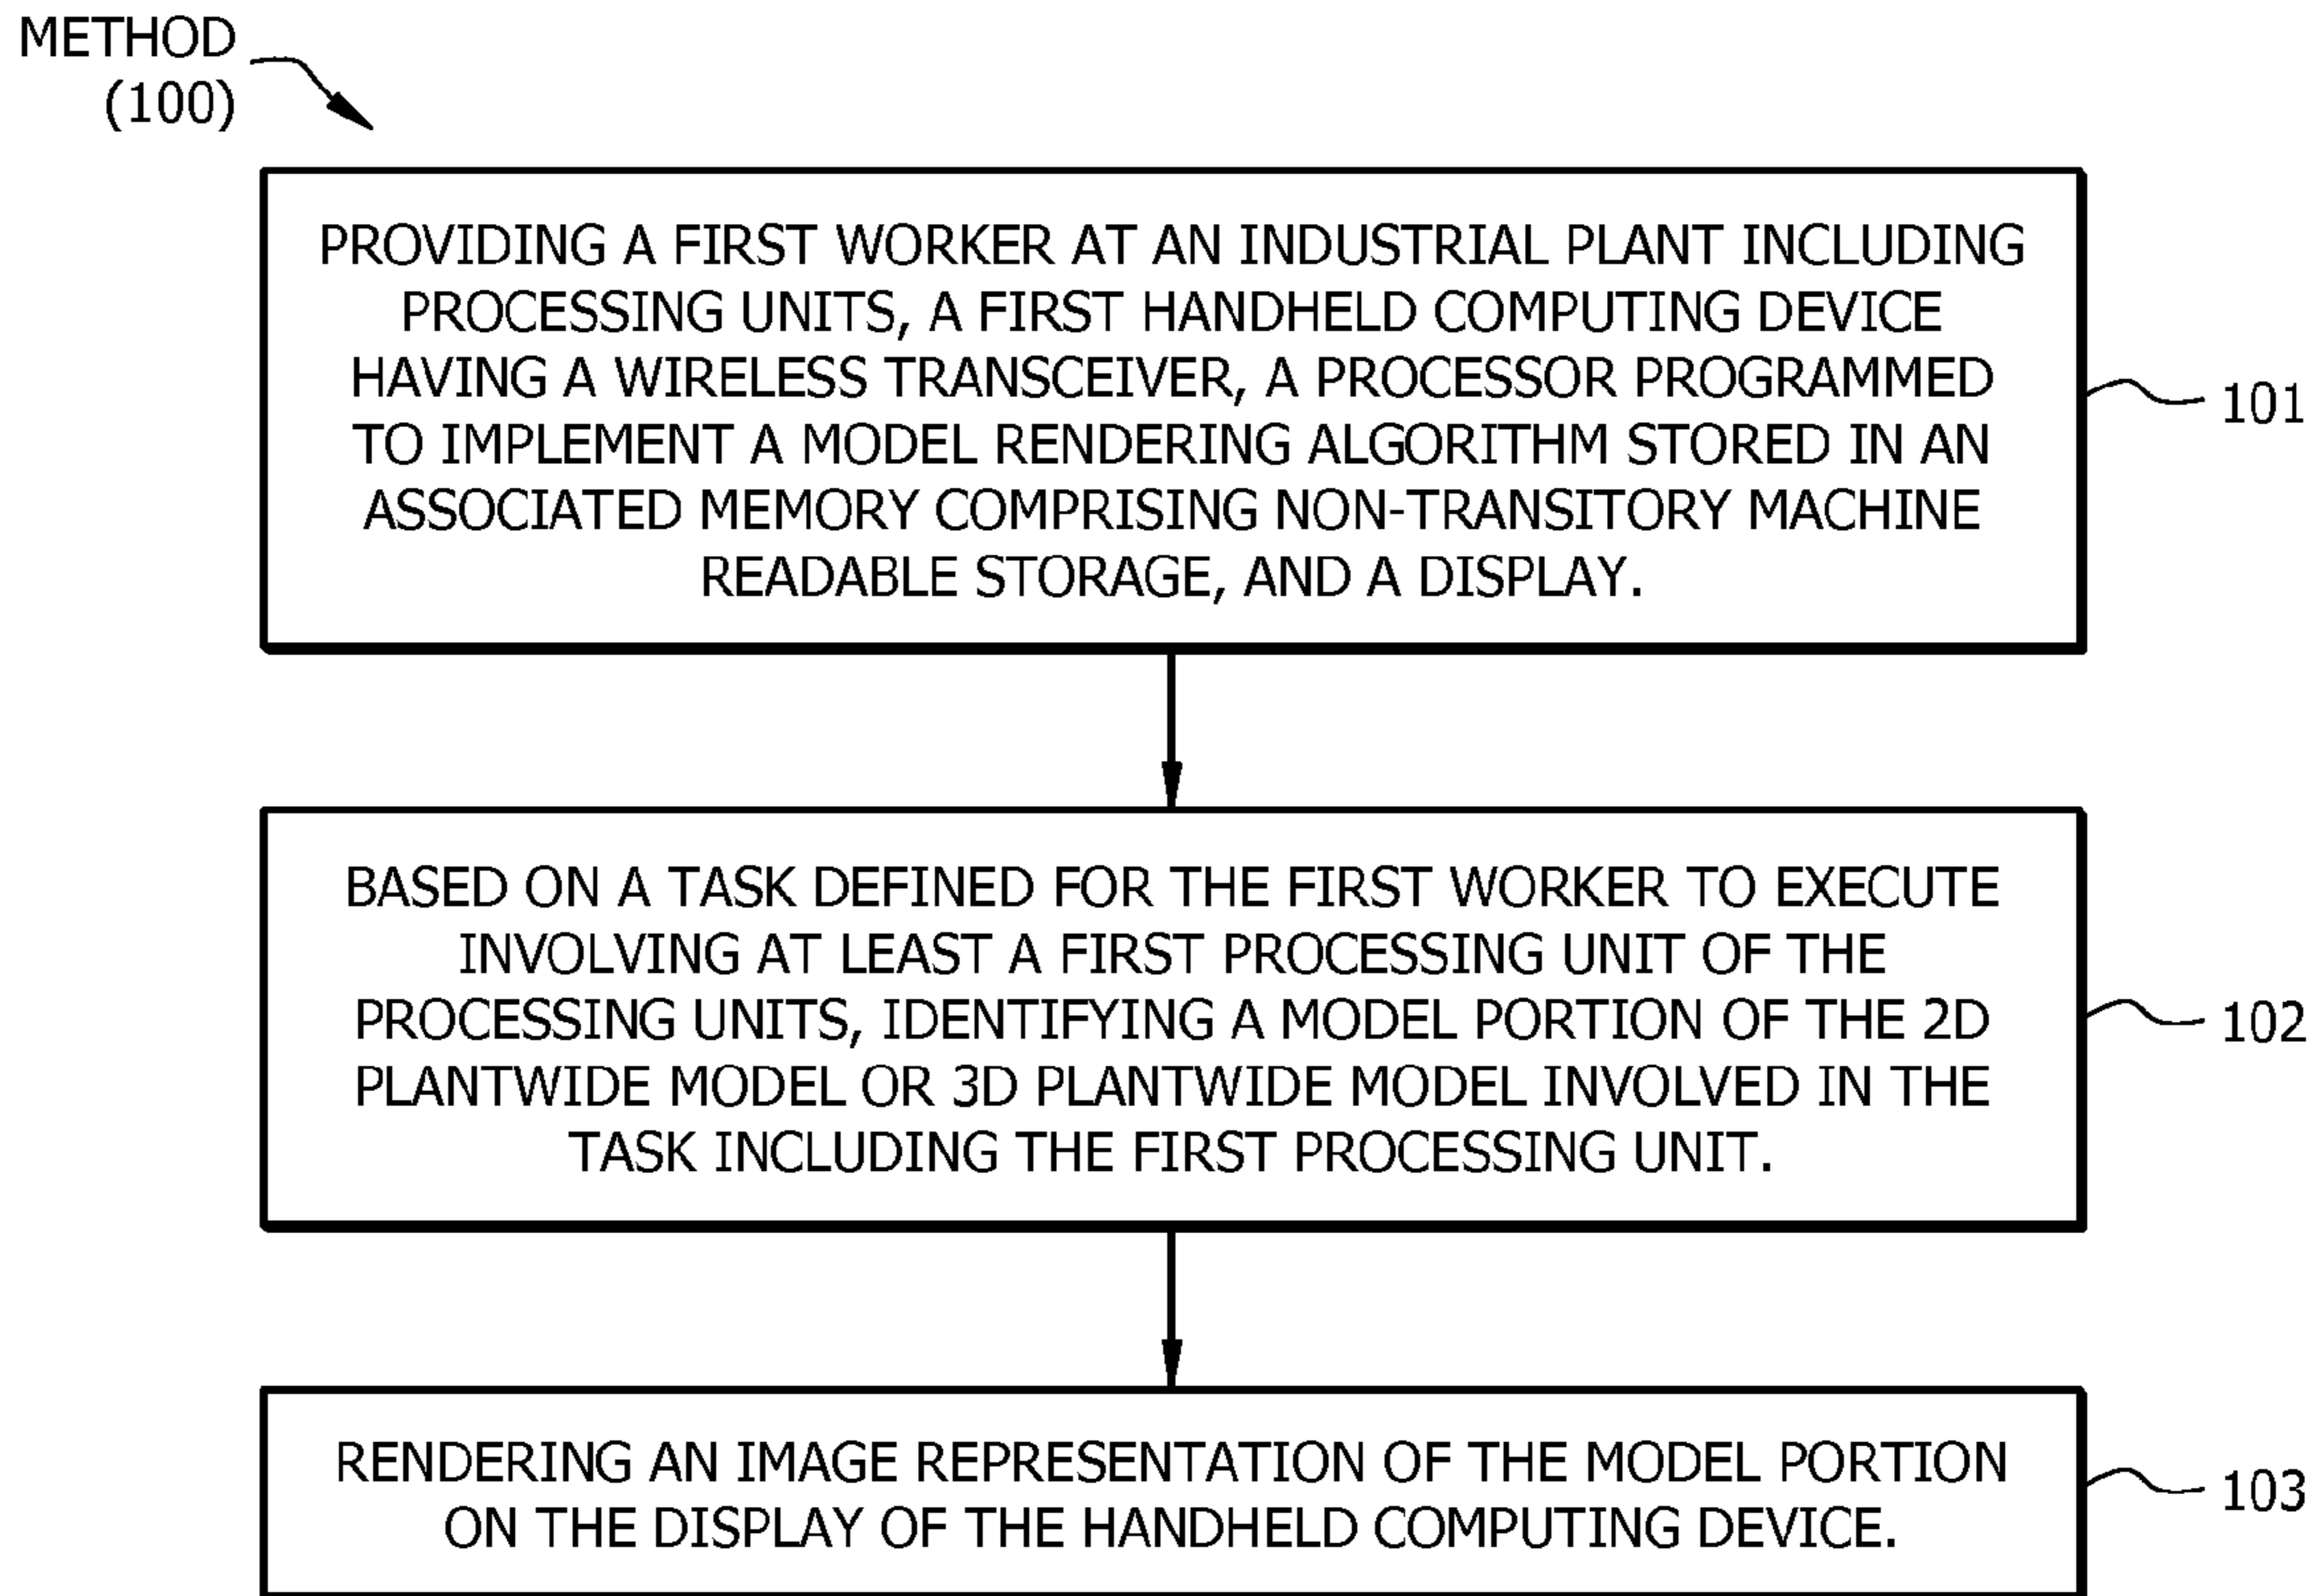 METHOD
(100)
PROVIDING A FIRST WORKER AT AN INDUSTRIAL PLANT INCLUDING
PROCESSING UNITS, A FIRST HANDHELD COMPUTING DEVICE
HAVING A WIRELESS TRANSCEIVER, A PROCESSOR PROGRAMMED
TO IMPLEMENT A MODEL RENDERING ALGORITHM STORED IN AN
ASSOCIATED MEMORY COMPRISING NON-TRANSITORY MACHINE
READABLE STORAGE, AND A DISPLAY.
101
BASED ON A TASK DEFINED FOR THE FIRST WORKER TO EXECUTE
INVOLVING AT LEAST A FIRST PROCESSING UNIT OF THE
PROCESSING UNITS, IDENTIFYING A MODEL PORTION OF THE 2D
PLANTWIDE MODEL OR 3D PLANTWIDE MODEL INVOLVED IN THE
TASK INCLUDING THE FIRST PROCESSING UNIT.
102
RENDERING AN IMAGE REPRESENTATION OF THE MODEL PORTION
ON THE DISPLAY OF THE HANDHELD COMPUTING DEVICE.
103